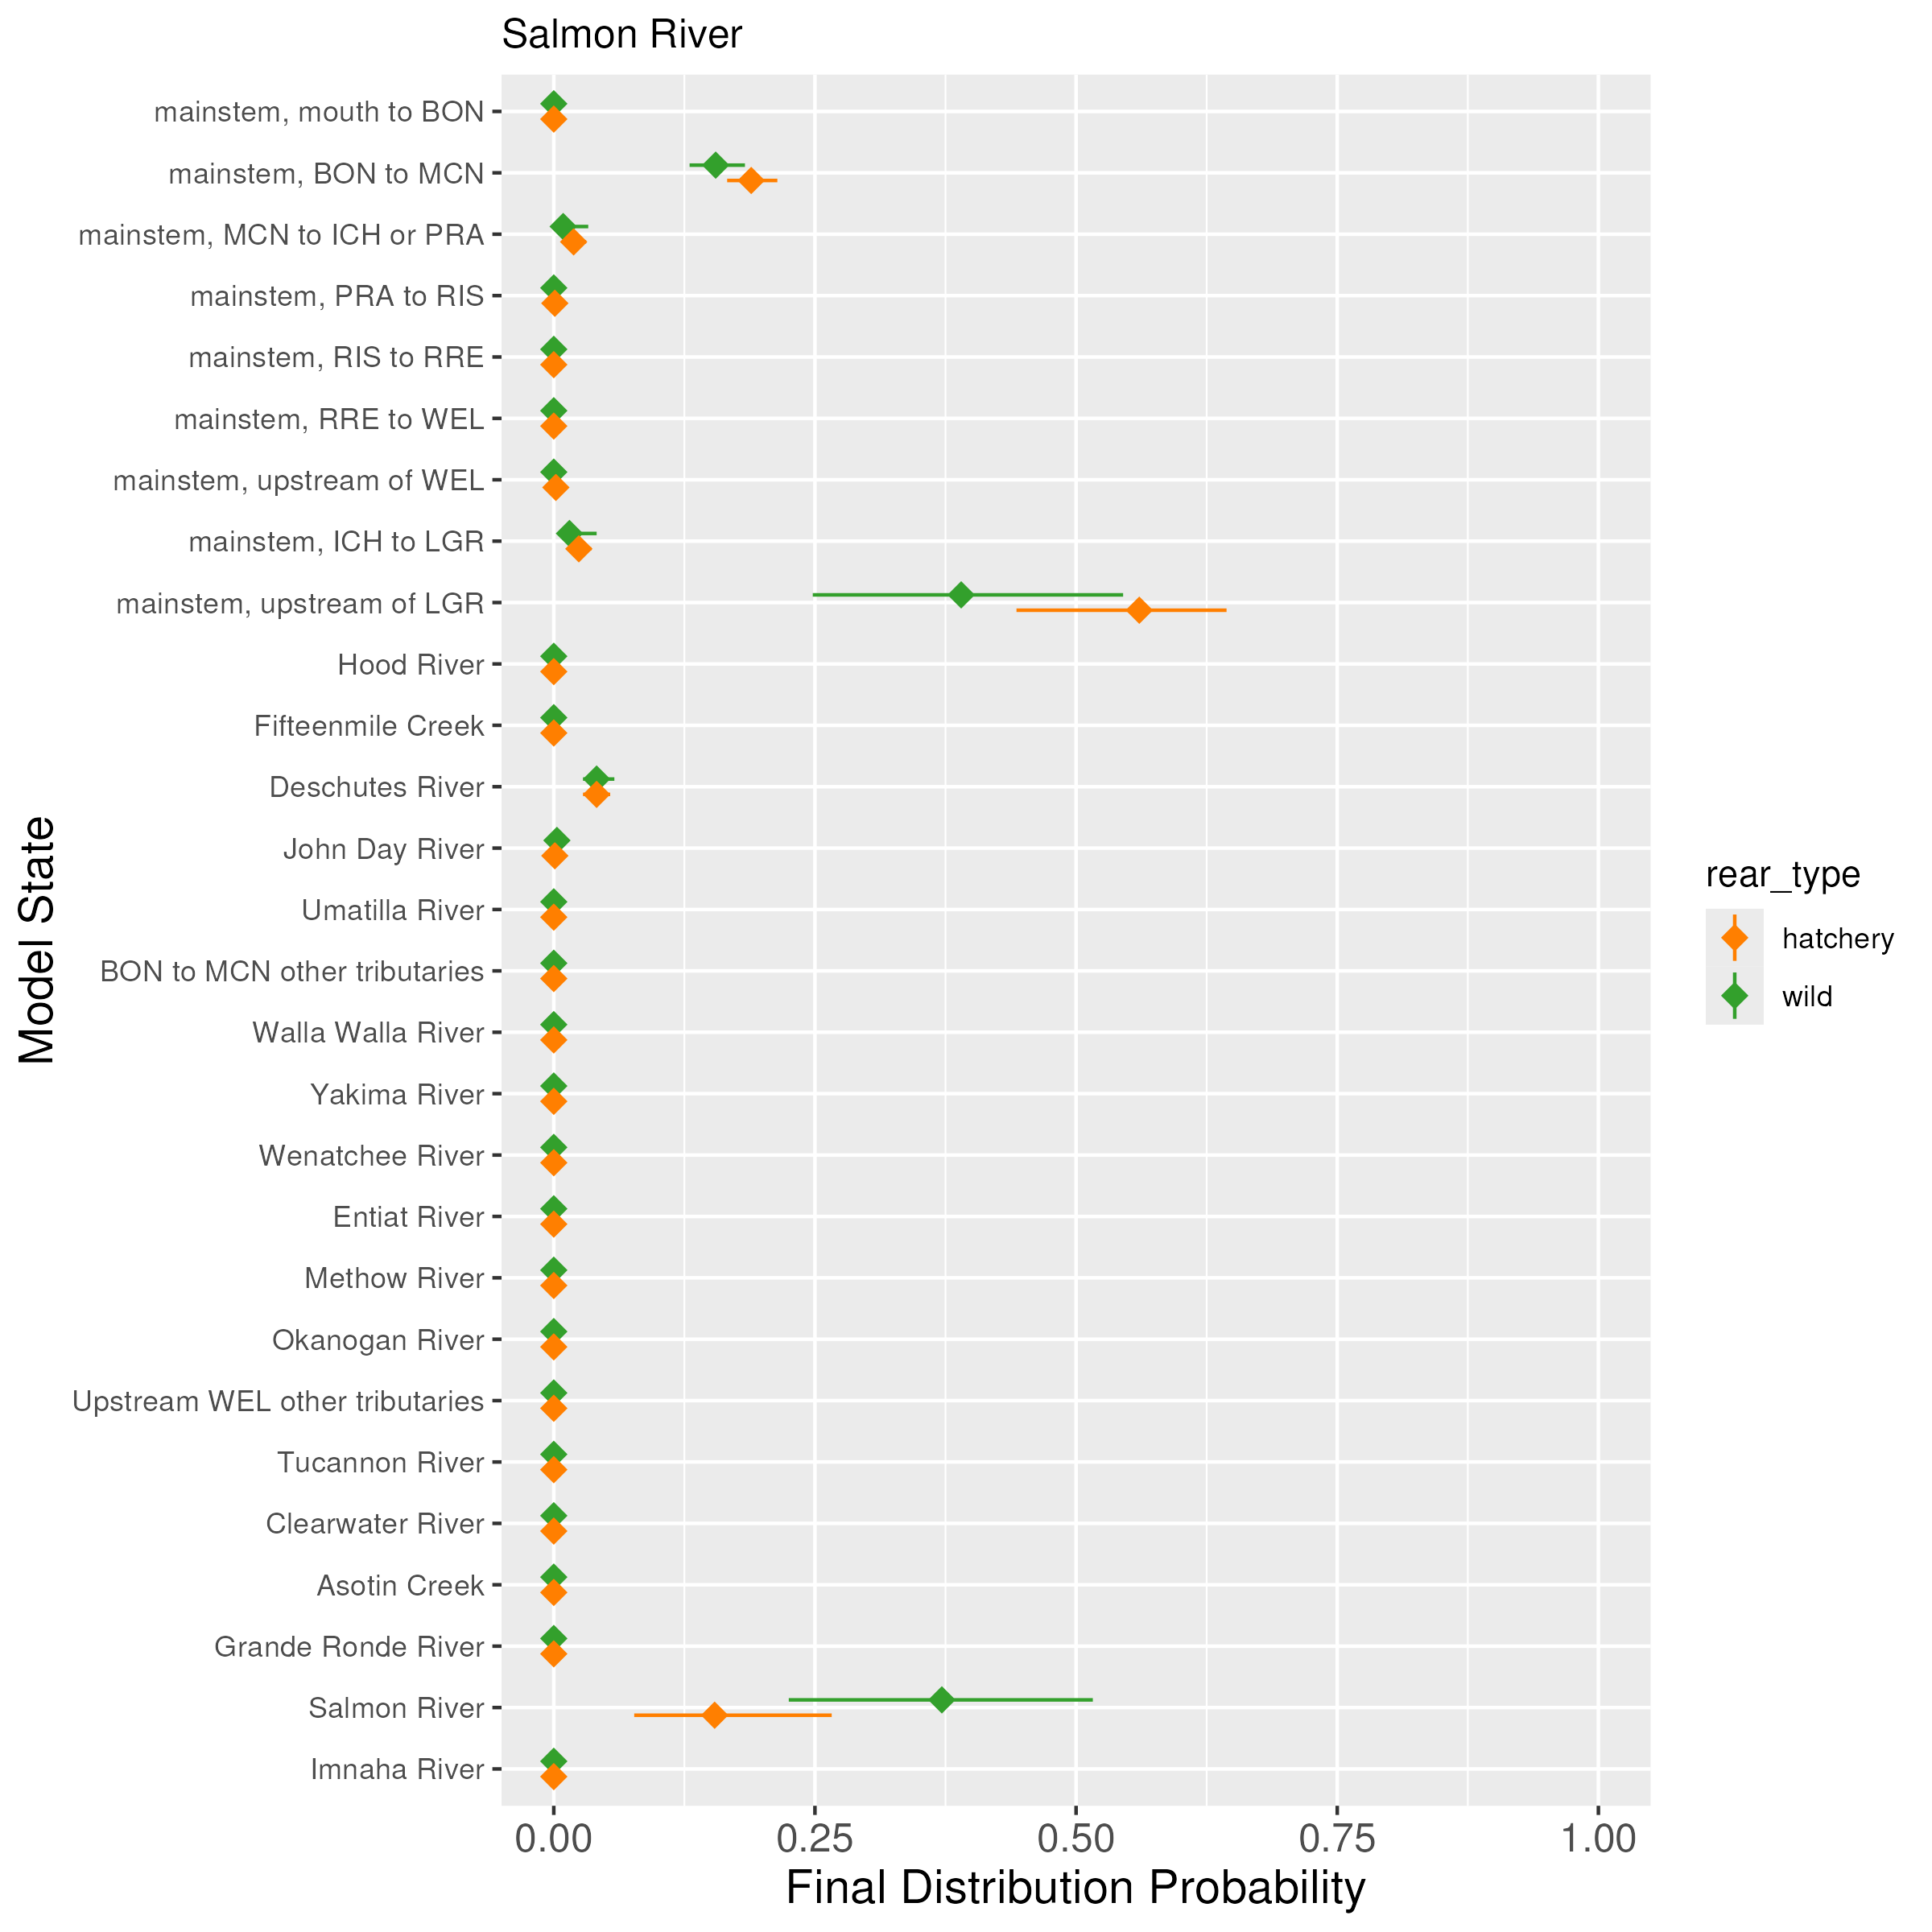 Salmon River
mainstem, mouth to BON
mainstem, BON to MCN
mainstem, MCN to ICH or PRA
mainstem, PRA to RIS
mainstem, RIS to RRE
mainstem, RRE to WEL
mainstem, upstream of WEL
mainstem, ICH to LGR
mainstem, upstream of LGR
Hood River
Fifteenmile Creek
Deschutes River
John Day River
Umatilla River
BON to MCN other tributaries
Walla Walla River
Yakima River
Wenatchee River
Entiat River
Methow River
Okanogan River
Upstream WEL other tributaries
Tucannon River
Clearwater River
Asotin Creek
Grande Ronde River
Salmon River
Imnaha River
Model State
0.00 0.25 0.50 0.75 1.00
Final Distribution Probability
rear_type
hatchery
wild